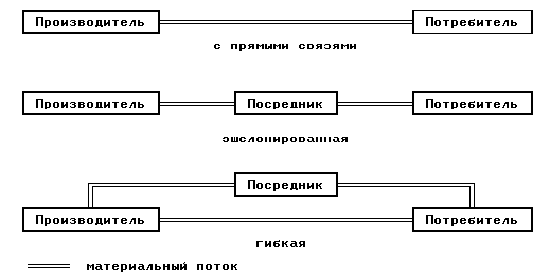 Производитель Потребитель
с прямыми связями
Производитель Посредник Потребитель
эшелонированная
Посредник
Производитель Потребитель
гибкая
материальный поток